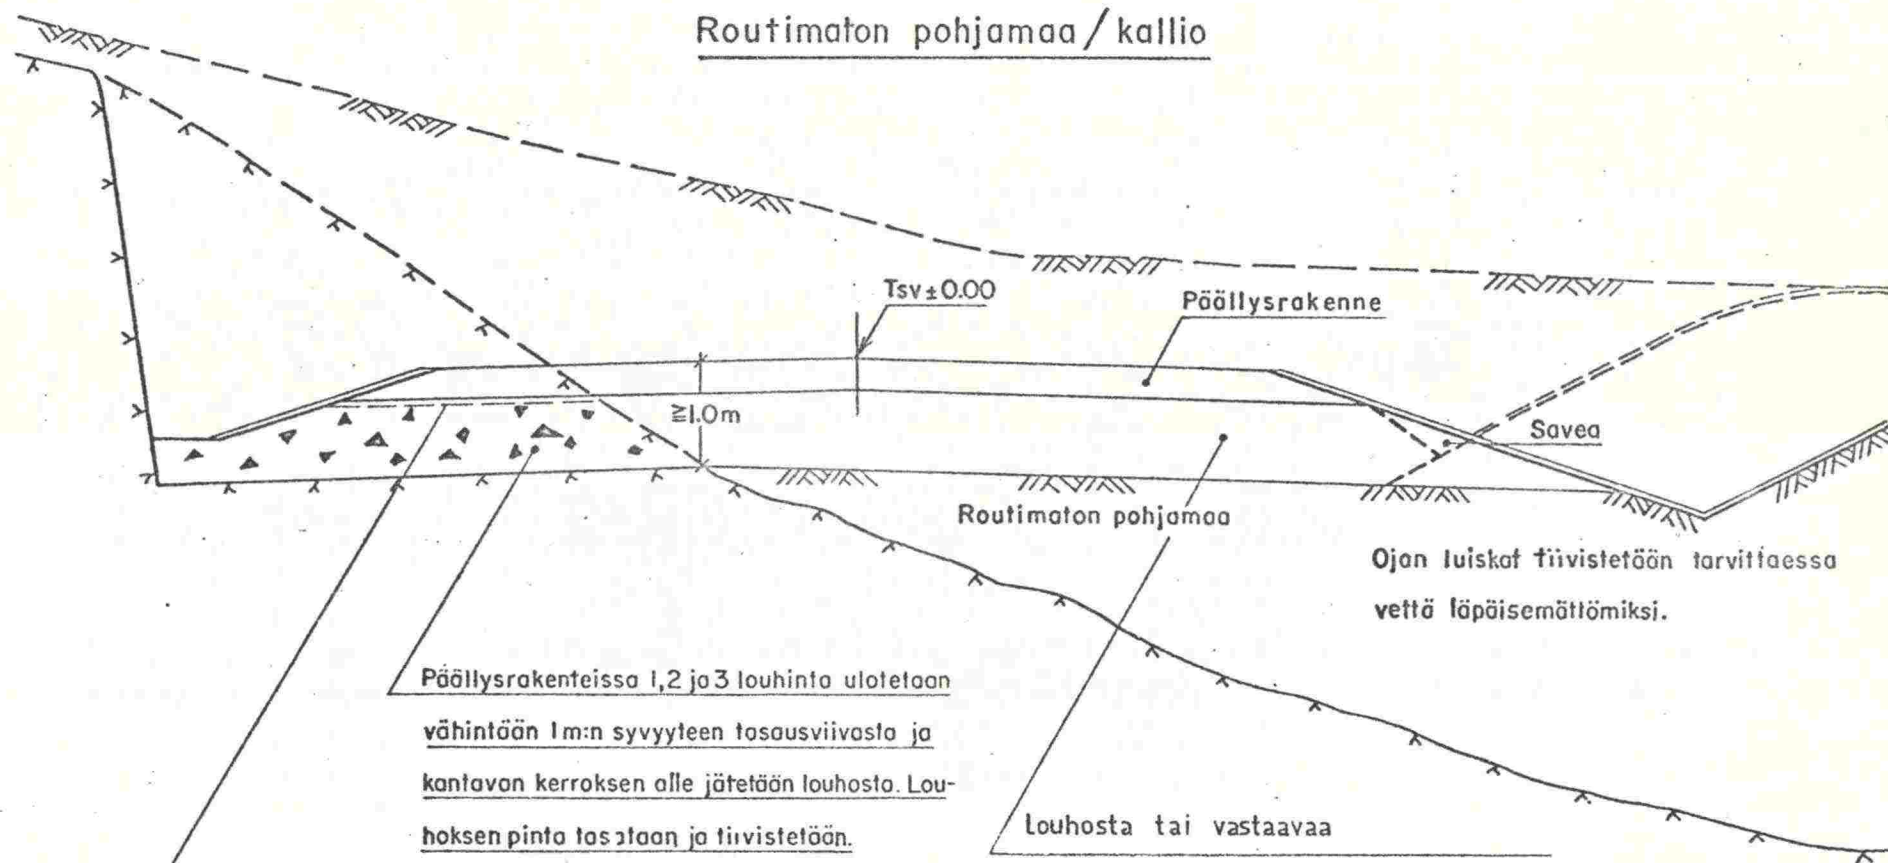 Routimaton pohjamaa / kallio
Tsv ± 0.00
Päällysrakenne
≧1.0 m
Savea
Routimaton pohjamaa
Ojan luiskat tiivistetään tarvittaessa
vettä läpäisemättömiksi.
Päällysrakenteissa 1,2 ja 3 louhinta ulotetaan
vähintään 1 m:n syvyyteen tasausviivasta ja
kantavan kerroksen alle jätetään louhosta. Lou-
hoksen pinta tasataan ja tiivistetään.
Louhosta tai vastaavaa